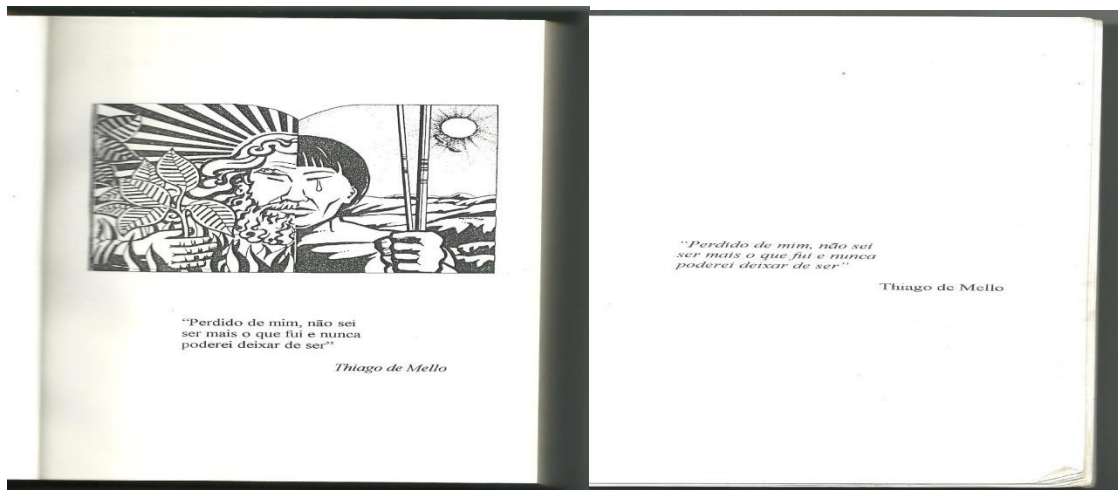 “Perdido de mim, não sei
ser mais o que fui e nunca
poderei deixar de ser”
Thiago de Mello
“Perdido de mim, não sei
ser mais o que fui e nunca
poderei deixar de ser”
Thiago de Mello